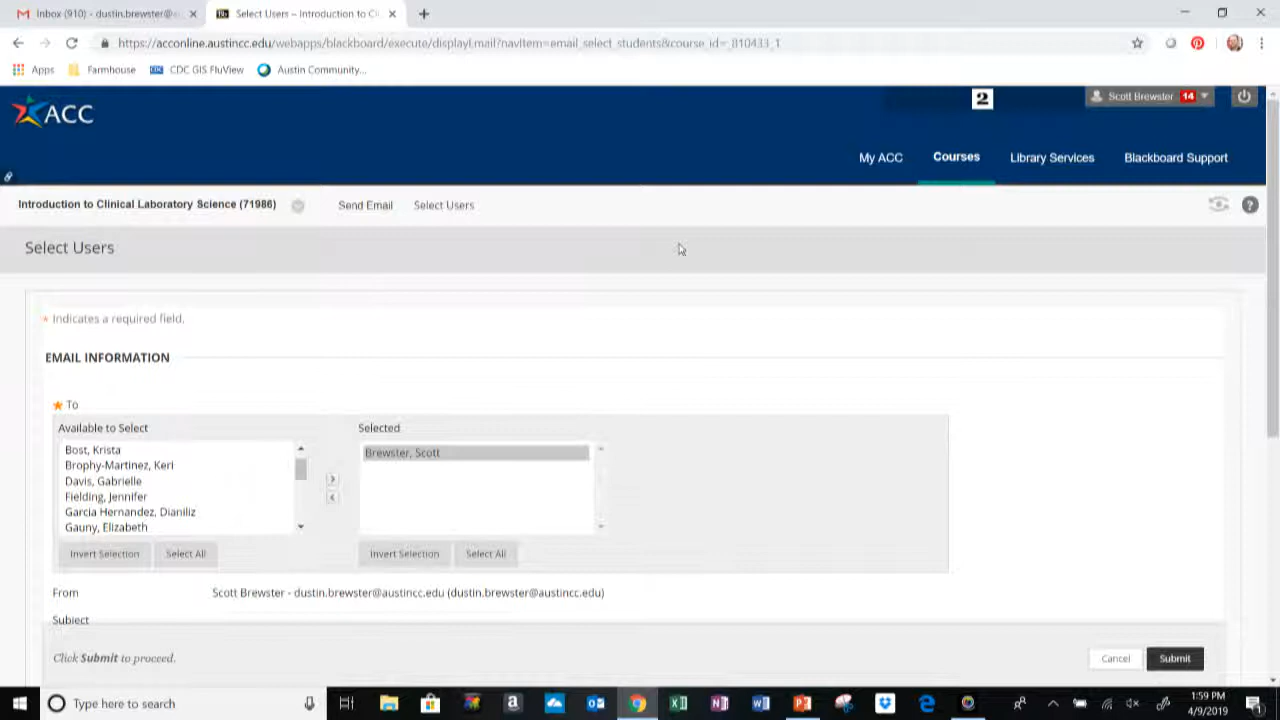 Inbox (910) - dustin.brewster@
Select Users – Introduction to Cl
https://acconline.austincc.edu/webapps/blackboard/execute/displayEmail?navItem=email_select_students&course_id=_810433_1
Apps
Farmhouse
CDC GIS FluView
Austin Community...
ACC
2
Scott Brewster 14
My ACC
Courses
Library Services
Blackboard Support
Introduction to Clinical Laboratory Science (71986)
Send Email
Select Users
Select Users
* Indicates a required field.
EMAIL INFORMATION
To
Available to Select
Selected
Bost, Krista
Brophy-Martinez, Keri
Davis, Gabrielle
Fielding, Jennifer
Garcia Hernandez, Dianiliz
Gauny, Elizabeth
Brewster, Scott
Invert Selection
Select All
Invert Selection
Select All
From
Scott Brewster - dustin.brewster@austincc.edu (dustin.brewster@austincc.edu)
Subject
Click Submit to proceed.
Cancel
Submit
Type here to search
1:59 PM
4/9/2019